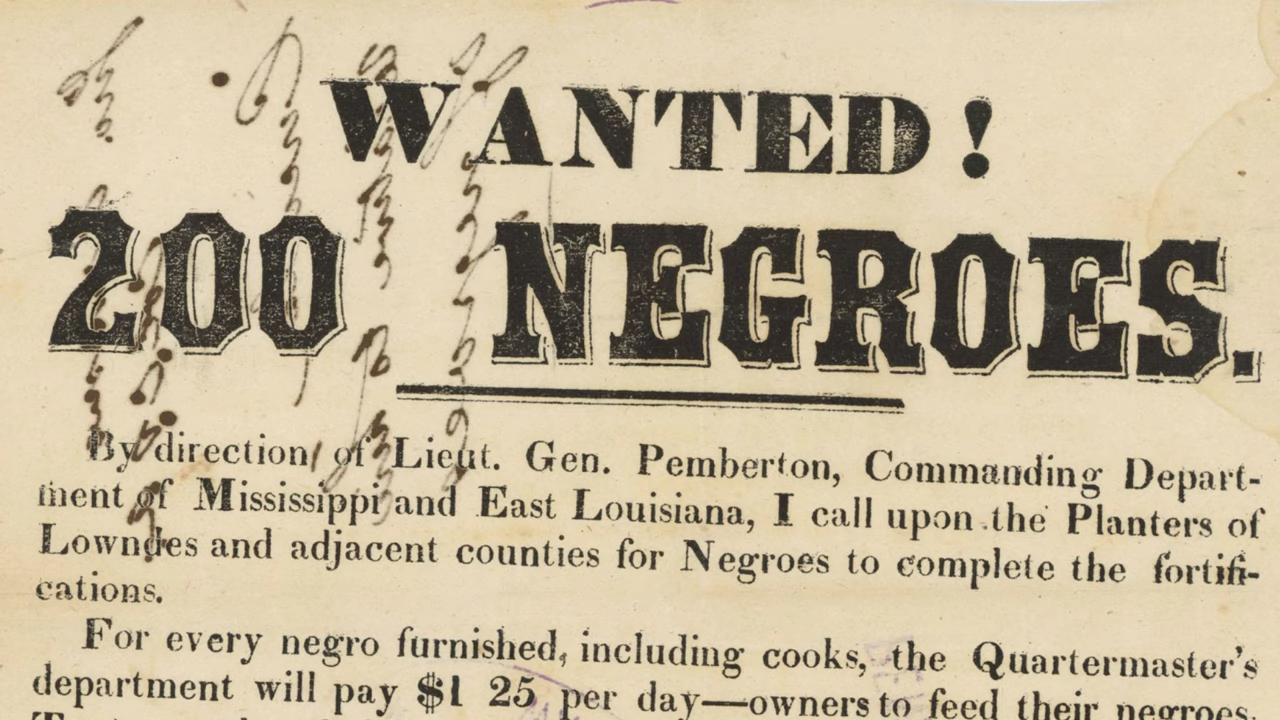 WANTED!
200 NEGROES.
By direction of Lieut. Gen. Pemberton, Commanding Depart-
ment of Mississippi and East Louisiana, I call upon the Planters of
Lowndes and adjacent counties for Negroes to complete the fortifi-
cations.
For every negro furnished, including cooks, the Quartermaster's
department will pay $1 25 per day—owners to feed their negroes.